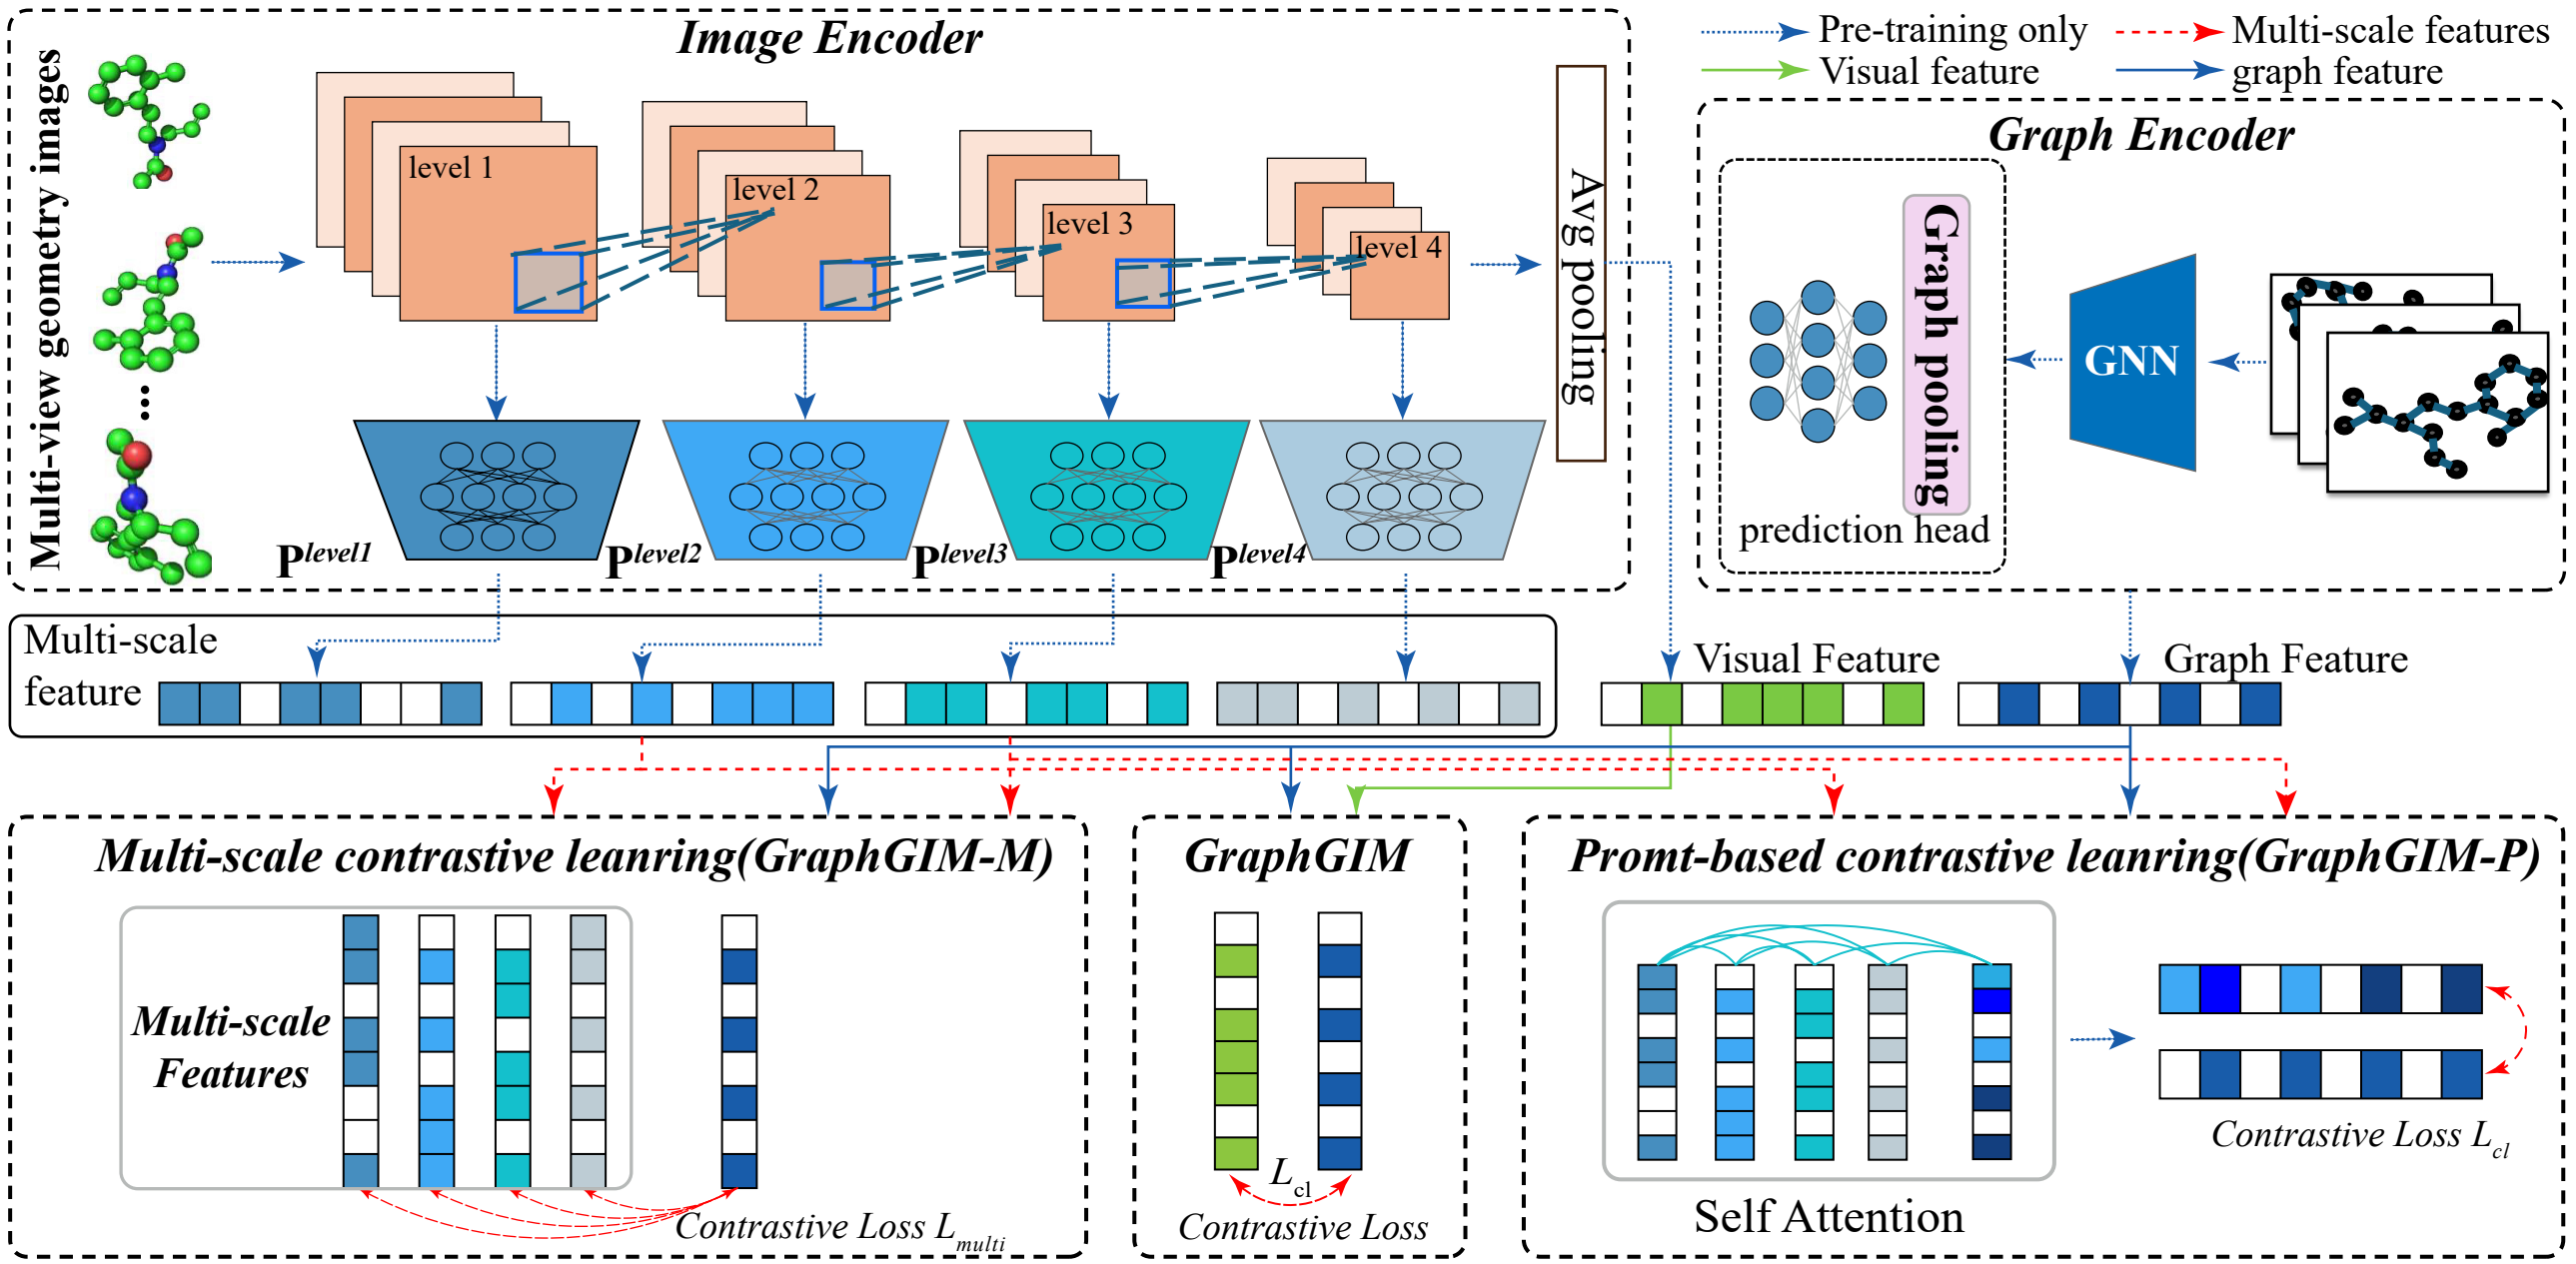 Image Encoder
Multi-view geometry images
level 1
level 2
level 3
level 4
Avg pooling
P^level1
P^level2
P^level3
P^level4
Pre-training only
Multi-scale features
Visual feature
graph feature
Graph Encoder
Graph pooling
prediction head
GNN
Multi-scale
feature
Visual Feature
Graph Feature
Multi-scale contrastive leanring(GraphGIM-M)
Multi-scale
Features
Contrastive Loss L_multi
GraphGIM
L_cl
Contrastive Loss
Promt-based contrastive leanring(GraphGIM-P)
Self Attention
Contrastive Loss L_cl